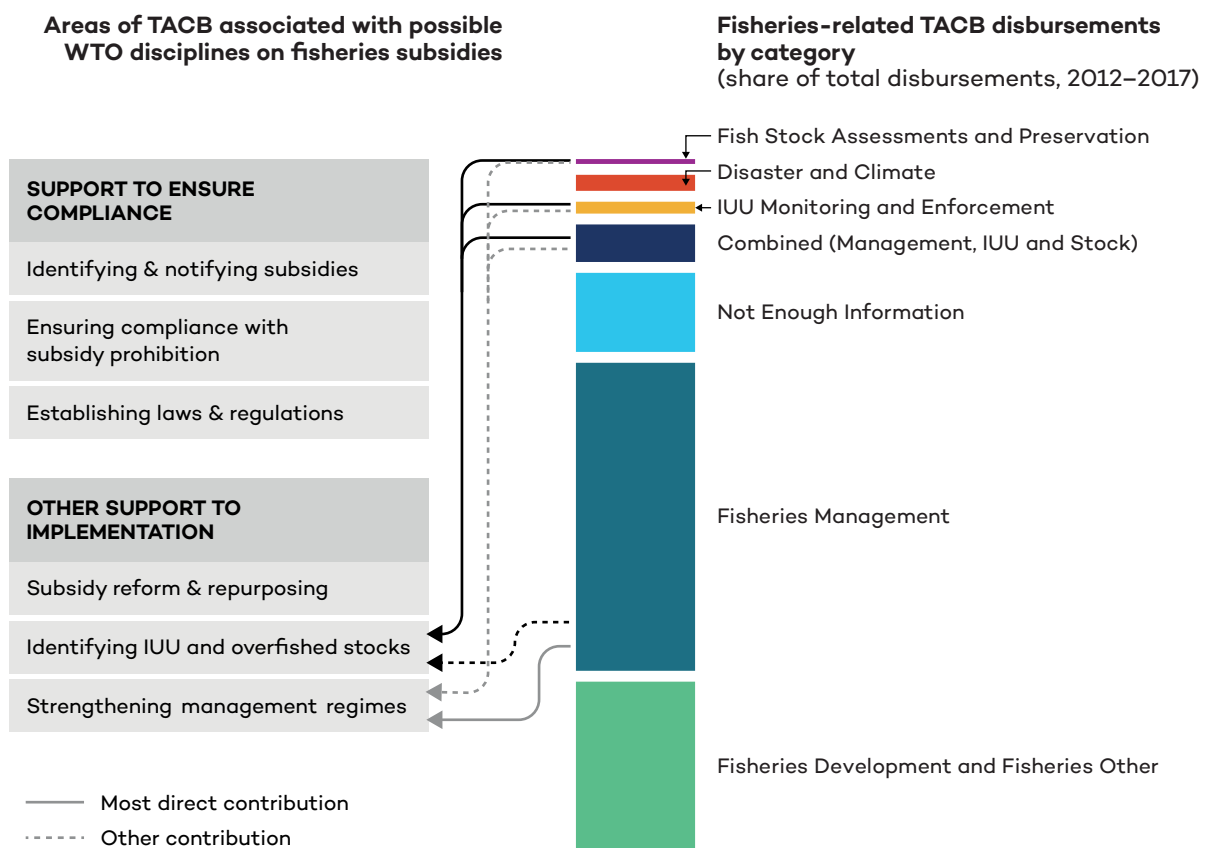 Areas of TACB associated with possible
WTO disciplines on fisheries subsidies
Fisheries-related TACB disbursements
by category
(share of total disbursements, 2012–2017)
SUPPORT TO ENSURE
COMPLIANCE
Identifying & notifying subsidies
Ensuring compliance with
subsidy prohibition
Establishing laws & regulations
OTHER SUPPORT TO
IMPLEMENTATION
Subsidy reform & repurposing
Identifying IUU and overfished stocks
Strengthening management regimes
Most direct contribution
Other contribution
Fish Stock Assessments and Preservation
Disaster and Climate
IUU Monitoring and Enforcement
Combined (Management, IUU and Stock)
Not Enough Information
Fisheries Management
Fisheries Development and Fisheries Other